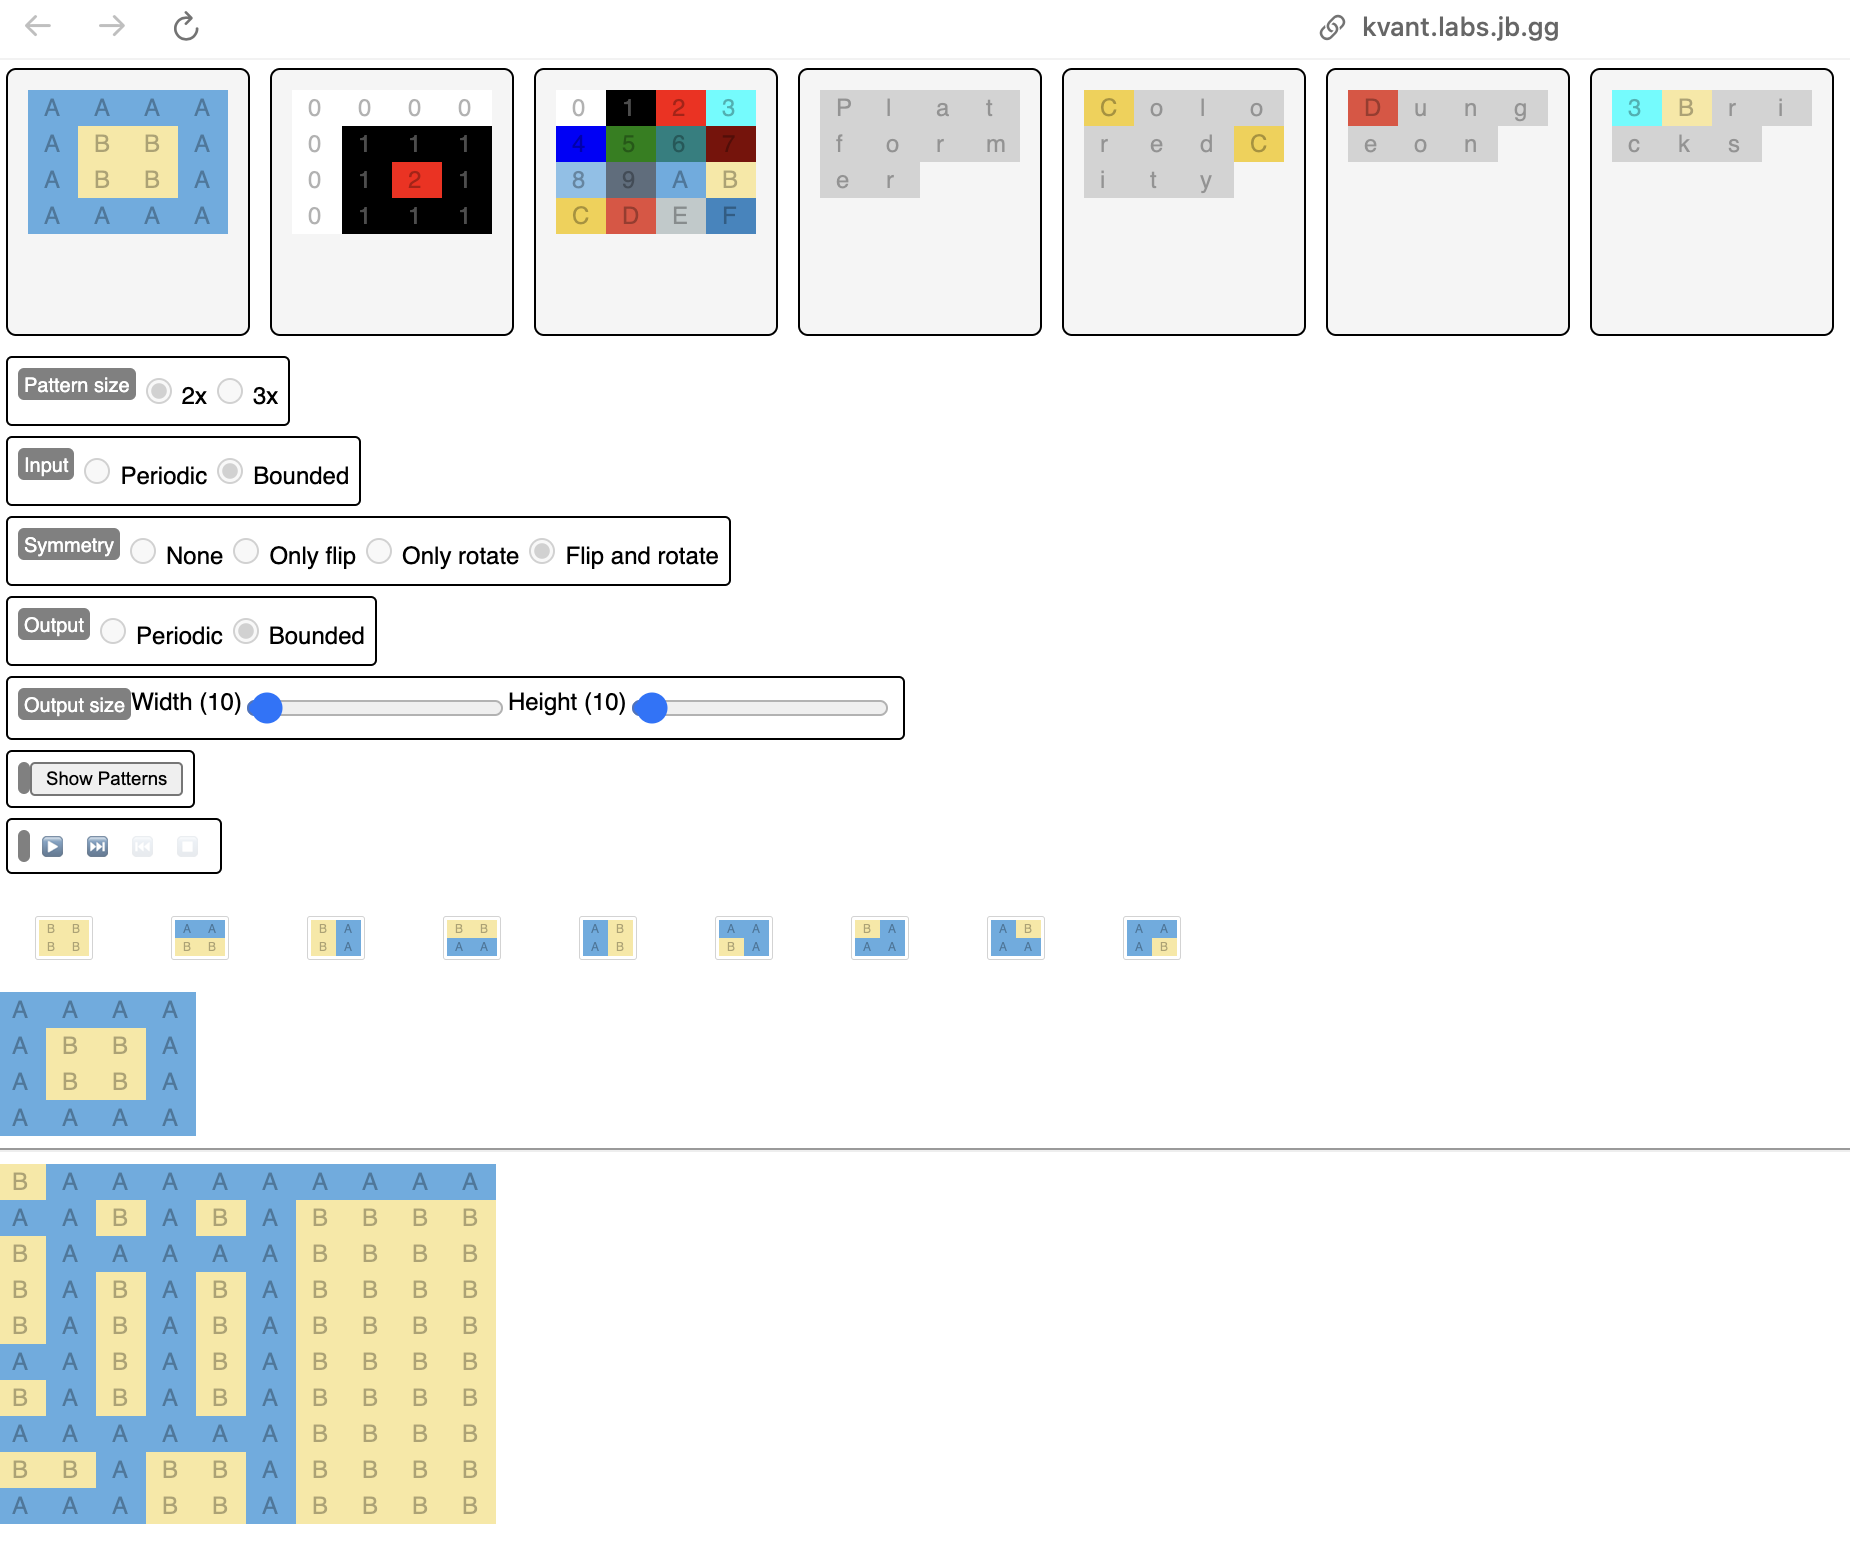 kvant.labs.jb.gg
A A A A
A B B A
A B B A
A A A A
0 0 0 0
0 1 1 1
0 1 2 1
0 1 1 1
0 1 2 3
4 5 6 7
8 9 A B
C D E F
P l a t
f o r m
e r
C o l o
r e d C
i t y
D u n g
e o n
3 B r i
c k s
Pattern size 2x 3x
Input Periodic Bounded
Symmetry None Only flip Only rotate Flip and rotate
Output Periodic Bounded
Output size Width (10) Height (10)
Show Patterns
B B A A B A B B A B A A B A A B A A
B B B B B A A A A B B A A A A A A B
A A A A
A B B A
A B B A
A A A A
B A A A A A A A A A
A A B A B A B B B B
B A A A A A B B B B
B A B A B A B B B B
B A B A B A B B B B
A A B A B A B B B B
B A B A B A B B B B
A A A A A A B B B B
B B A B B A B B B B
A A A B B A B B B B